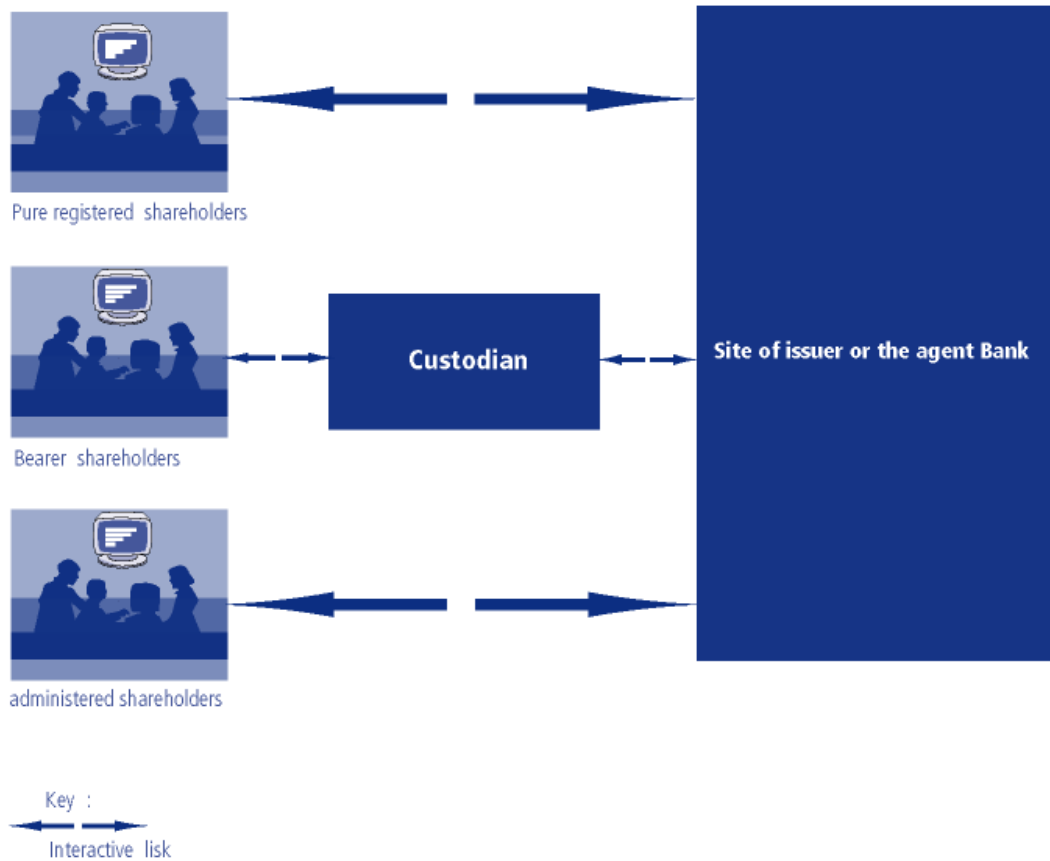 Pure registered shareholders
Custodian
Site of issuer or the agent Bank
Bearer shareholders
administered shareholders
Key :
Interactive lisk